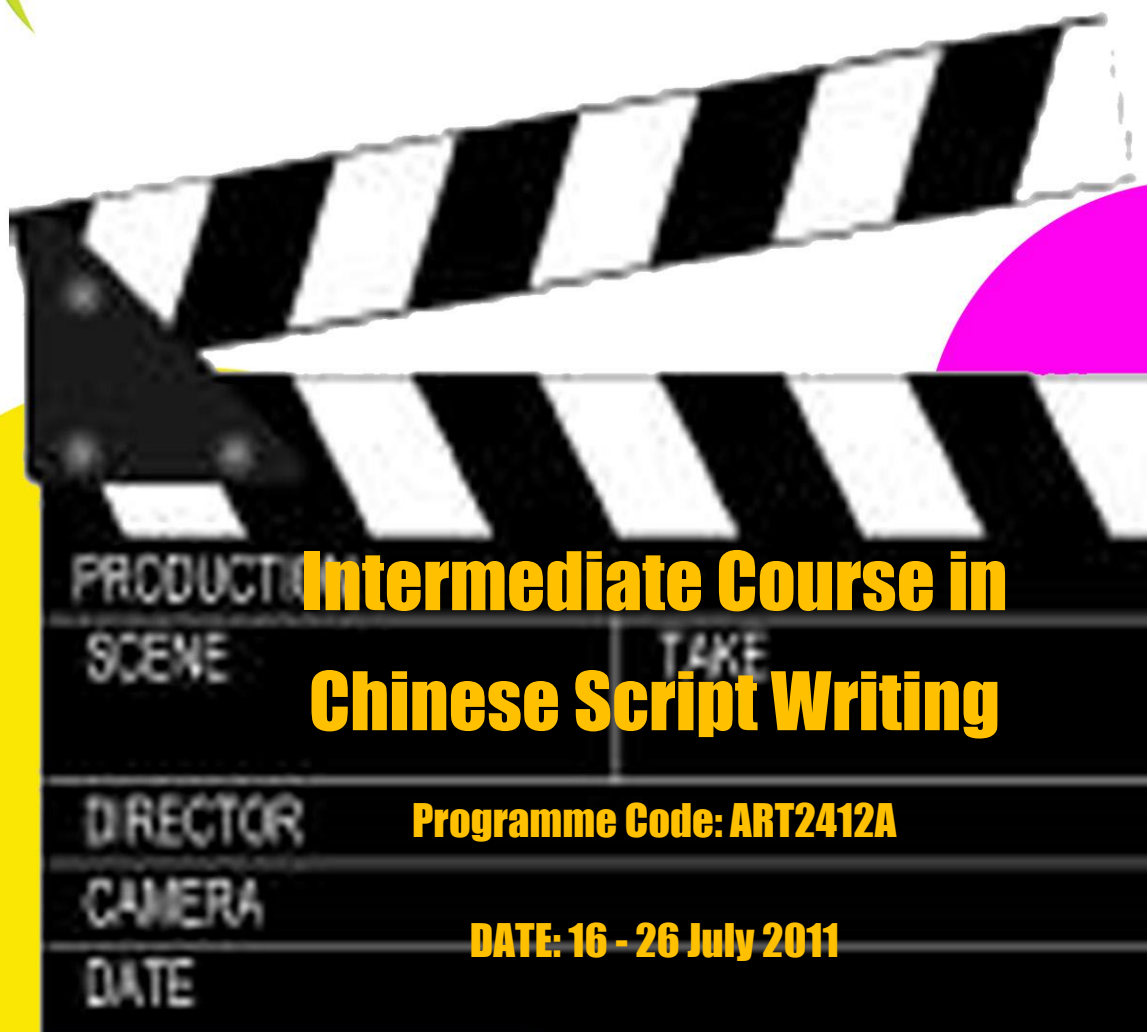 PRODUCTION
Intermediate Course in
SCENE
TAKE
Chinese Script Writing
DIRECTOR
Programme Code: ART2412A
CAMERA
DATE: 16 - 26 July 2011
DATE